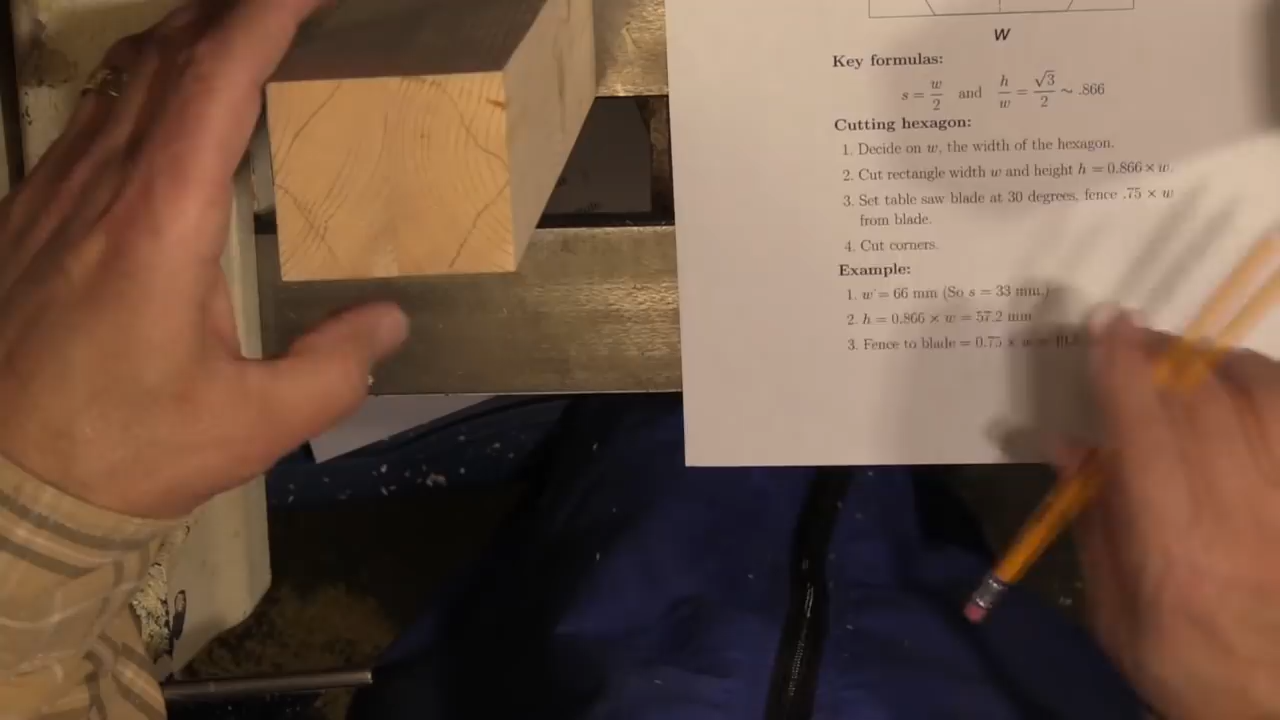 W
Key formulas:
s = w/2 and h/w = √3/2 ~ .866
Cutting hexagon:
1. Decide on w, the width of the hexagon.
2. Cut rectangle width w and height h = 0.866 × w.
3. Set table saw blade at 30 degrees, fence .75 × w
from blade.
4. Cut corners.
Example:
1. w = 66 mm (So s = 33 mm.)
2. h = 0.866 × w = 57.2 mm
3. Fence to blade = 0.75 × w =